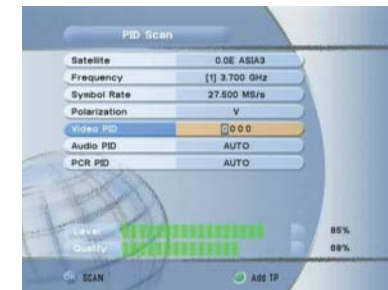 PID Scan
Satellite 0.0E ASIA3
Frequency [1] 3.700 GHz
Symbol Rate 27.500 MS/s
Polarization V
Video PID 0000
Audio PID AUTO
PCR PID AUTO
Level 85%
Quality 68%
OK SCAN Add TP